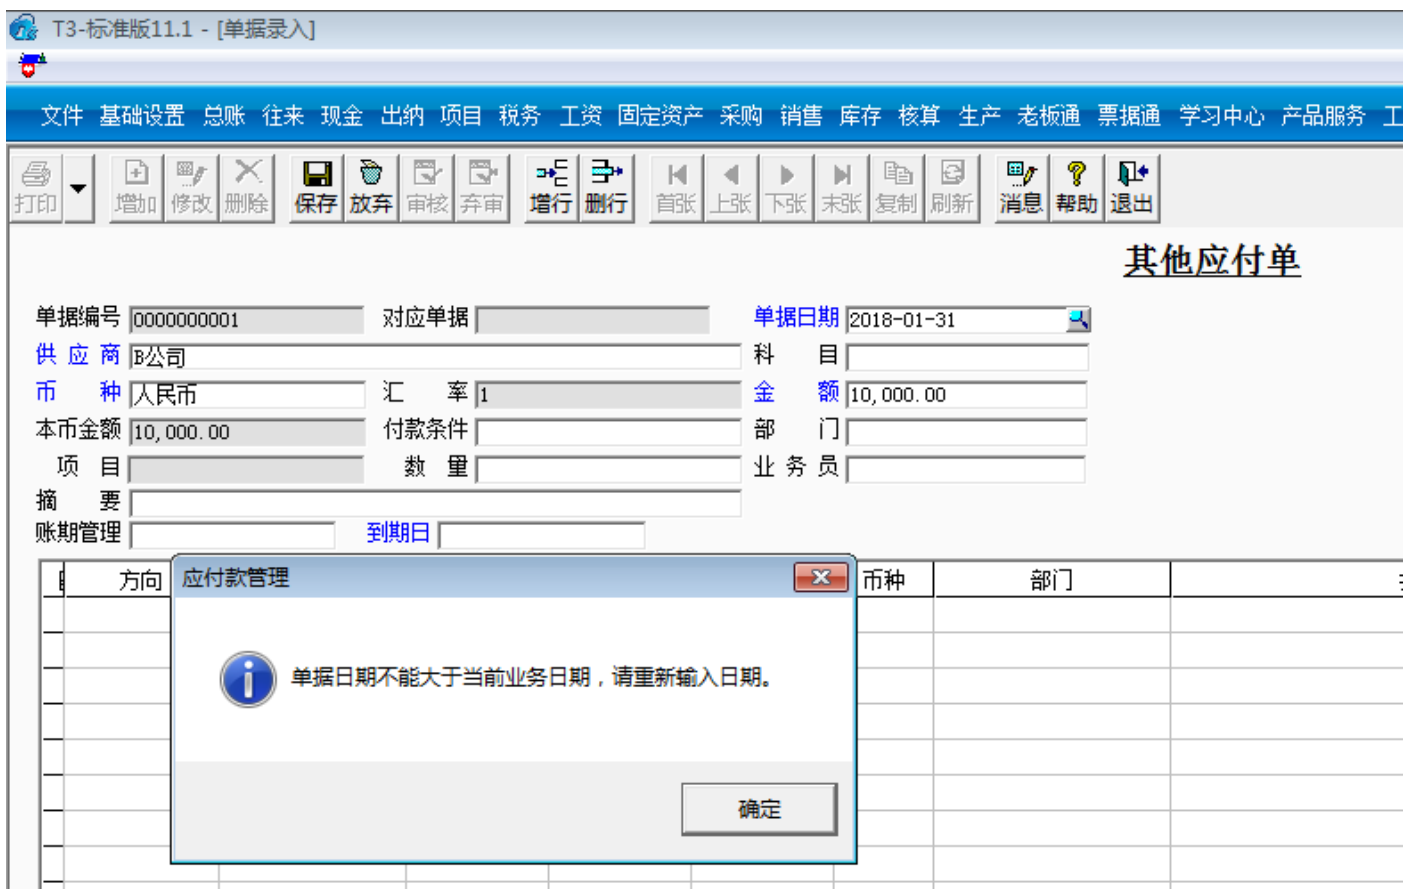 T3-标准版11.1 - [单据录入]
文件 基础设置 总账 往来 现金 出纳 项目 税务 工资 固定资产 采购 销售 库存 核算 生产 老板通 票据通 学习中心 产品服务 工
打印 增加 修改 删除 保存 放弃 审核 弃审 增行 删行 首张 上张 下张 末张 复制 刷新 消息 帮助 退出
其他应付单
单据编号 0000000001 对应单据 单据日期 2018-01-31
供应商 B公司 科 目
币 种 人民币 汇 率 1 金 额 10,000.00
本币金额 10,000.00 付款条件 部 门
项 目 数 量 业务员
摘 要
账期管理 到期日
方向 币种 部门
应付款管理
单据日期不能大于当前业务日期，请重新输入日期。
确定